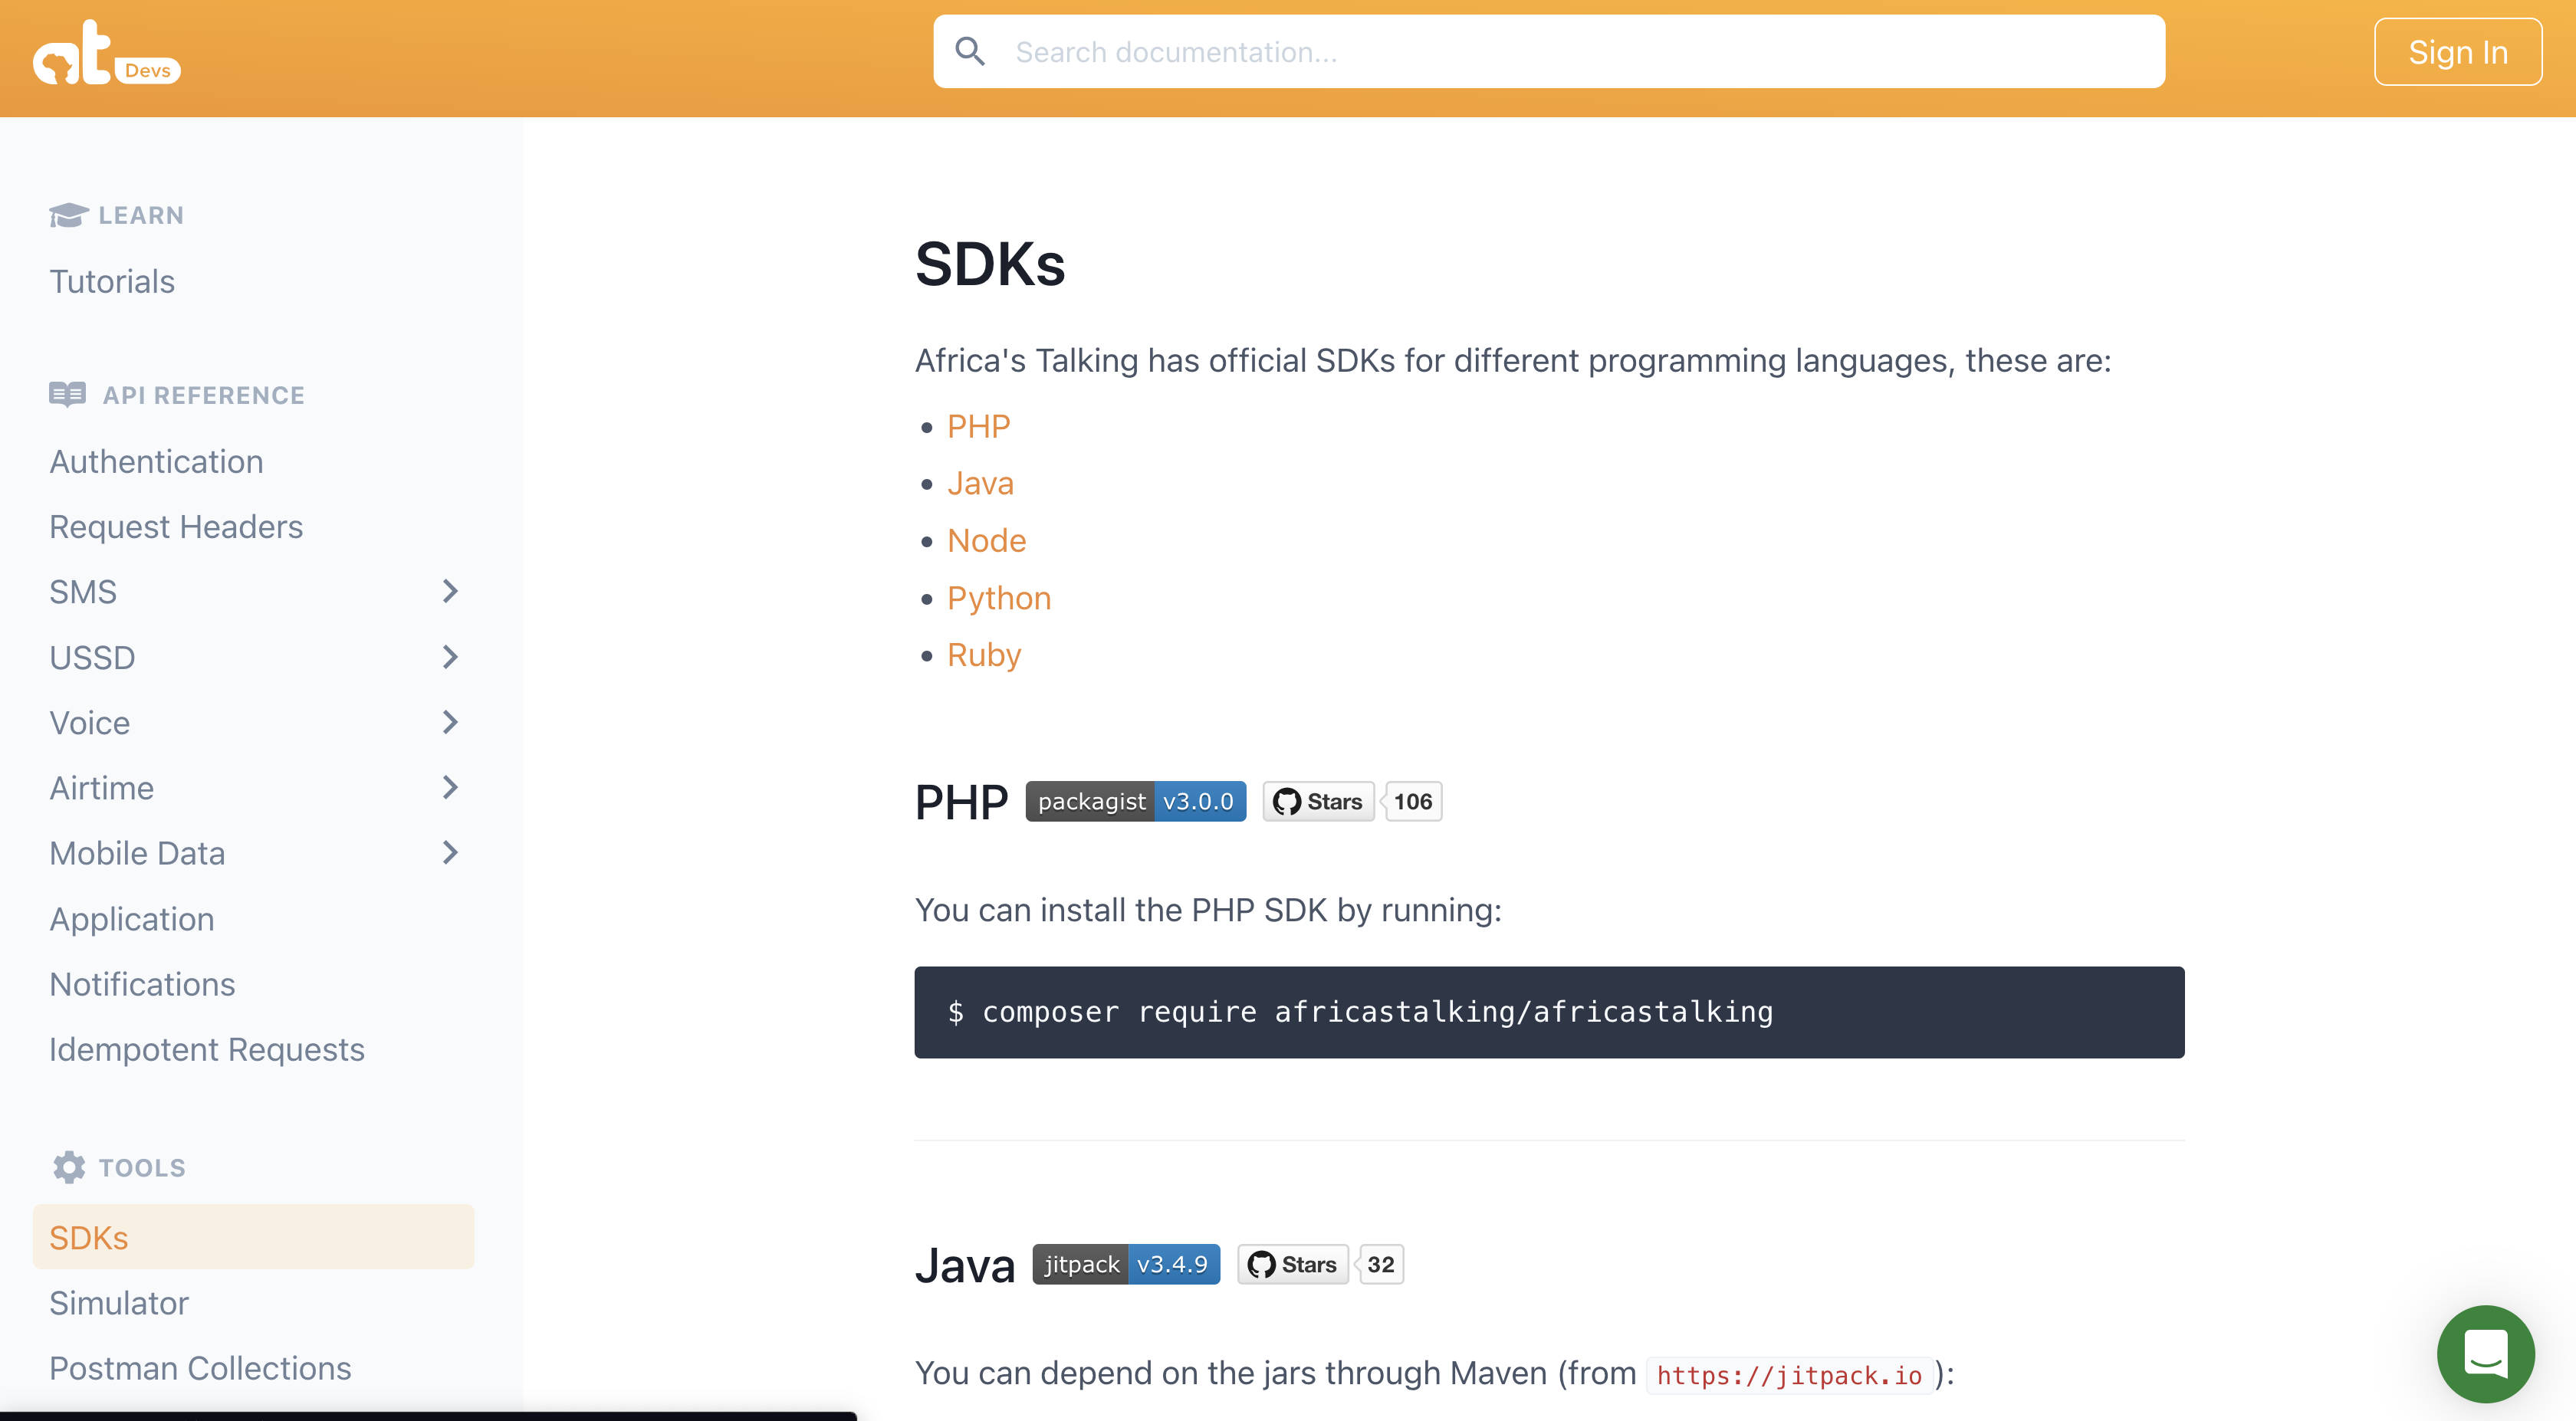 at Devs
Search documentation...
Sign In
LEARN
Tutorials
API REFERENCE
Authentication
Request Headers
SMS
USSD
Voice
Airtime
Mobile Data
Application
Notifications
Idempotent Requests
TOOLS
SDKs
Simulator
Postman Collections
SDKs
Africa's Talking has official SDKs for different programming languages, these are:
PHP
Java
Node
Python
Ruby
PHP packagist v3.0.0 Stars 106
You can install the PHP SDK by running:
$ composer require africastalking/africastalking
Java jitpack v3.4.9 Stars 32
You can depend on the jars through Maven (from https://jitpack.io):